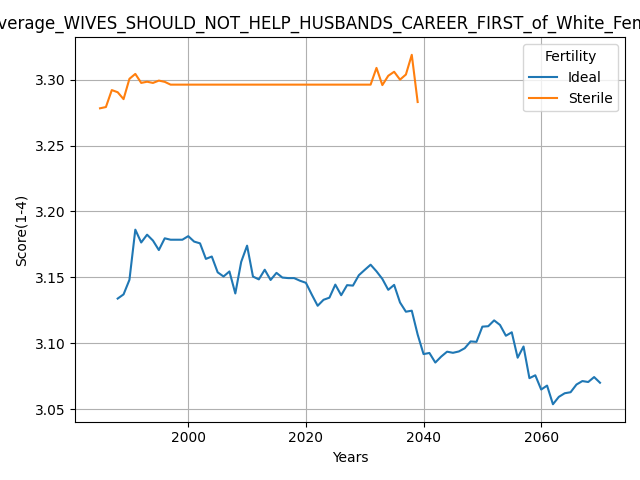 verage_WIVES_SHOULD_NOT_HELP_HUSBANDS_CAREER_FIRST_of_White_Fen
Fertility
Ideal
Sterile
Score(1-4)
3.30
3.25
3.20
3.15
3.10
3.05
2000 2020 2040 2060
Years